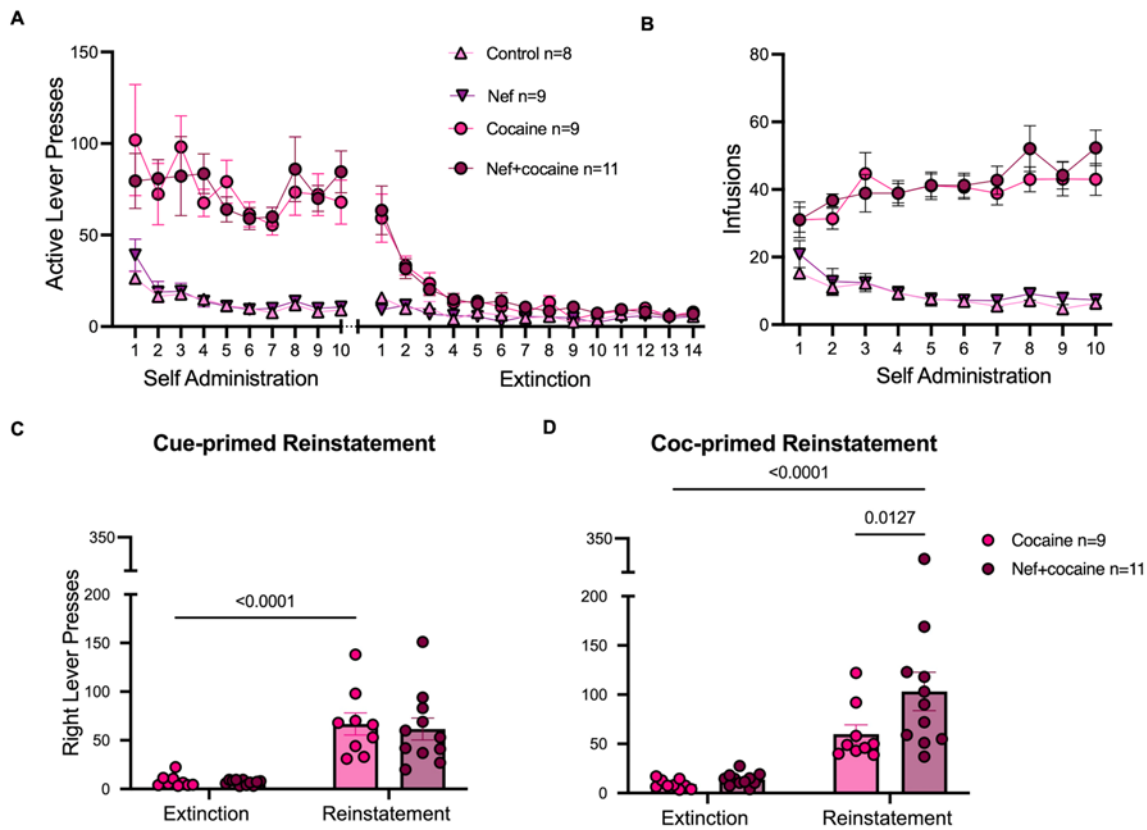 A
150
100
50
0
Active Lever Presses
1 2 3 4 5 6 7 8 9 10
Self Administration
1 2 3 4 5 6 7 8 9 10 11 12 13 14
Extinction
Control n=8
Nef n=9
Cocaine n=9
Nef+cocaine n=11
B
80
60
40
20
0
Infusions
1 2 3 4 5 6 7 8 9 10
Self Administration
C
Cue-primed Reinstatement
350
200
150
100
50
0
Right Lever Presses
<0.0001
Extinction
Reinstatement
D
Coc-primed Reinstatement
<0.0001
0.0127
350
200
150
100
50
0
Extinction
Reinstatement
Cocaine n=9
Nef+cocaine n=11